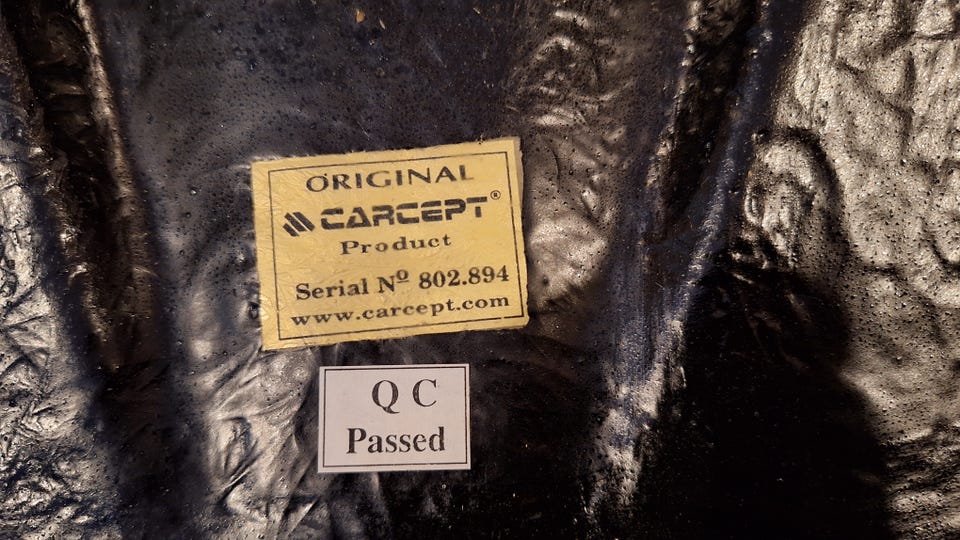 ORIGINAL
CARCEPT®
Product
Serial Nº 802.894
www.carcept.com
Q C
Passed